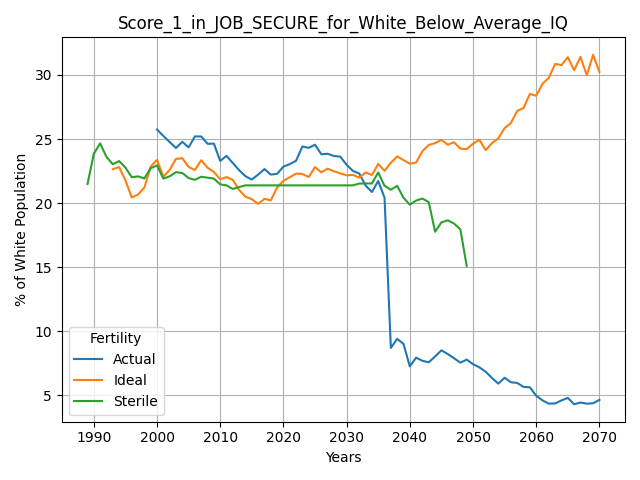 Score_1_in_JOB_SECURE_for_White_Below_Average_IQ
% of White Population
30
25
20
15
10
5
Fertility
Actual
Ideal
Sterile
1990 2000 2010 2020 2030 2040 2050 2060 2070
Years